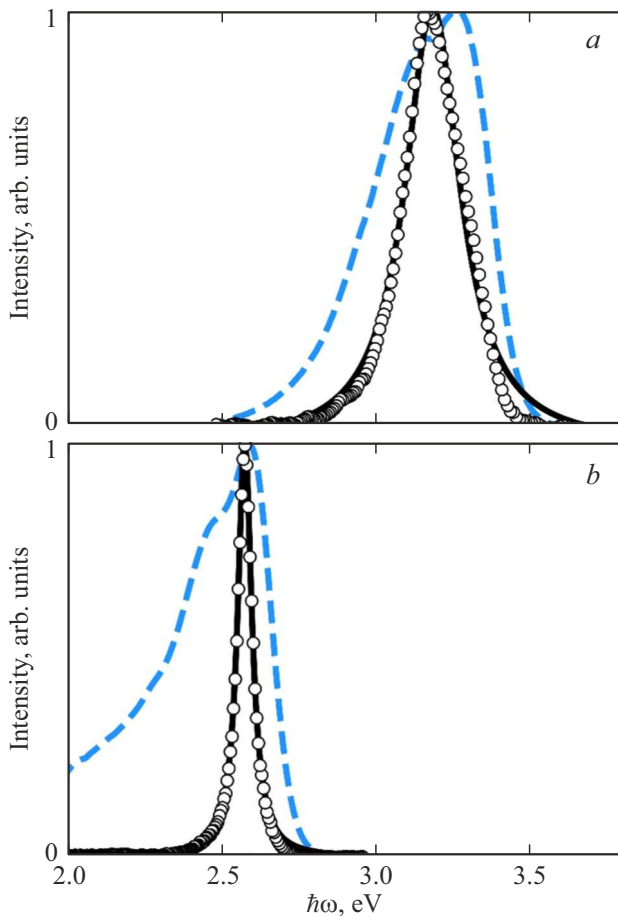 1
a
Intensity, arb. units
0
1
b
Intensity, arb. units
0
2.0 2.5 3.0 3.5
ℏω, eV